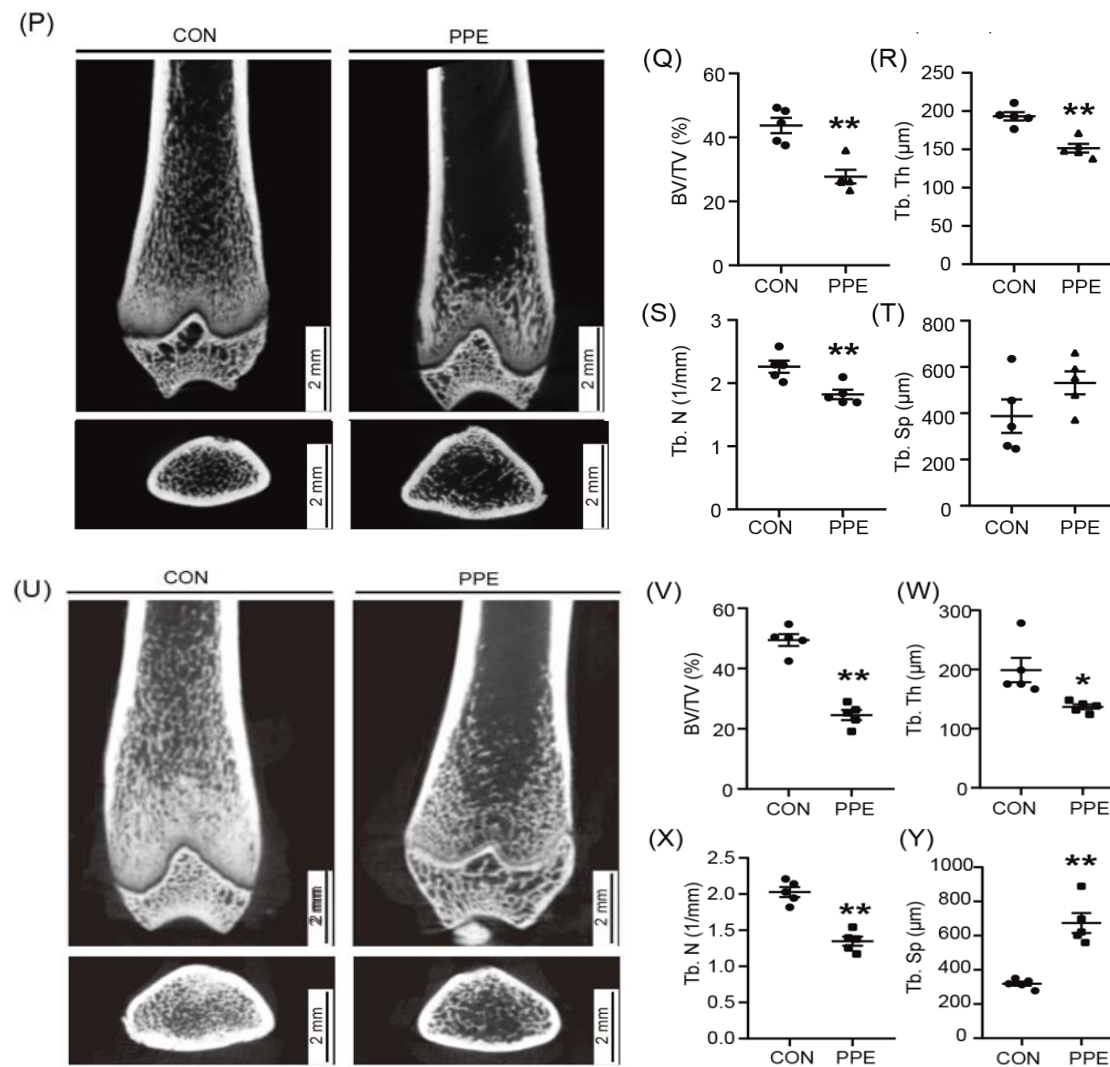 (P)
CON PPE
2 mm 2 mm
2 mm 2 mm
(Q)
BV/TV (%)
60
40
20
0
**
CON PPE
(R)
Tb. Th (μm)
250
200
150
100
50
0
**
CON PPE
(S)
Tb. N (1/mm)
3
2
1
0
**
CON PPE
(T)
Tb. Sp (μm)
800
600
400
200
0
CON PPE
(U)
CON PPE
2 mm 2 mm
2 mm 2 mm
(V)
BV/TV (%)
60
40
20
0
**
CON PPE
(W)
Tb. Th (μm)
300
200
100
0
*
CON PPE
(X)
Tb. N (1/mm)
2.5
2.0
1.5
1.0
0.5
0.0
**
CON PPE
(Y)
Tb. Sp (μm)
1000
800
600
400
200
0
**
CON PPE